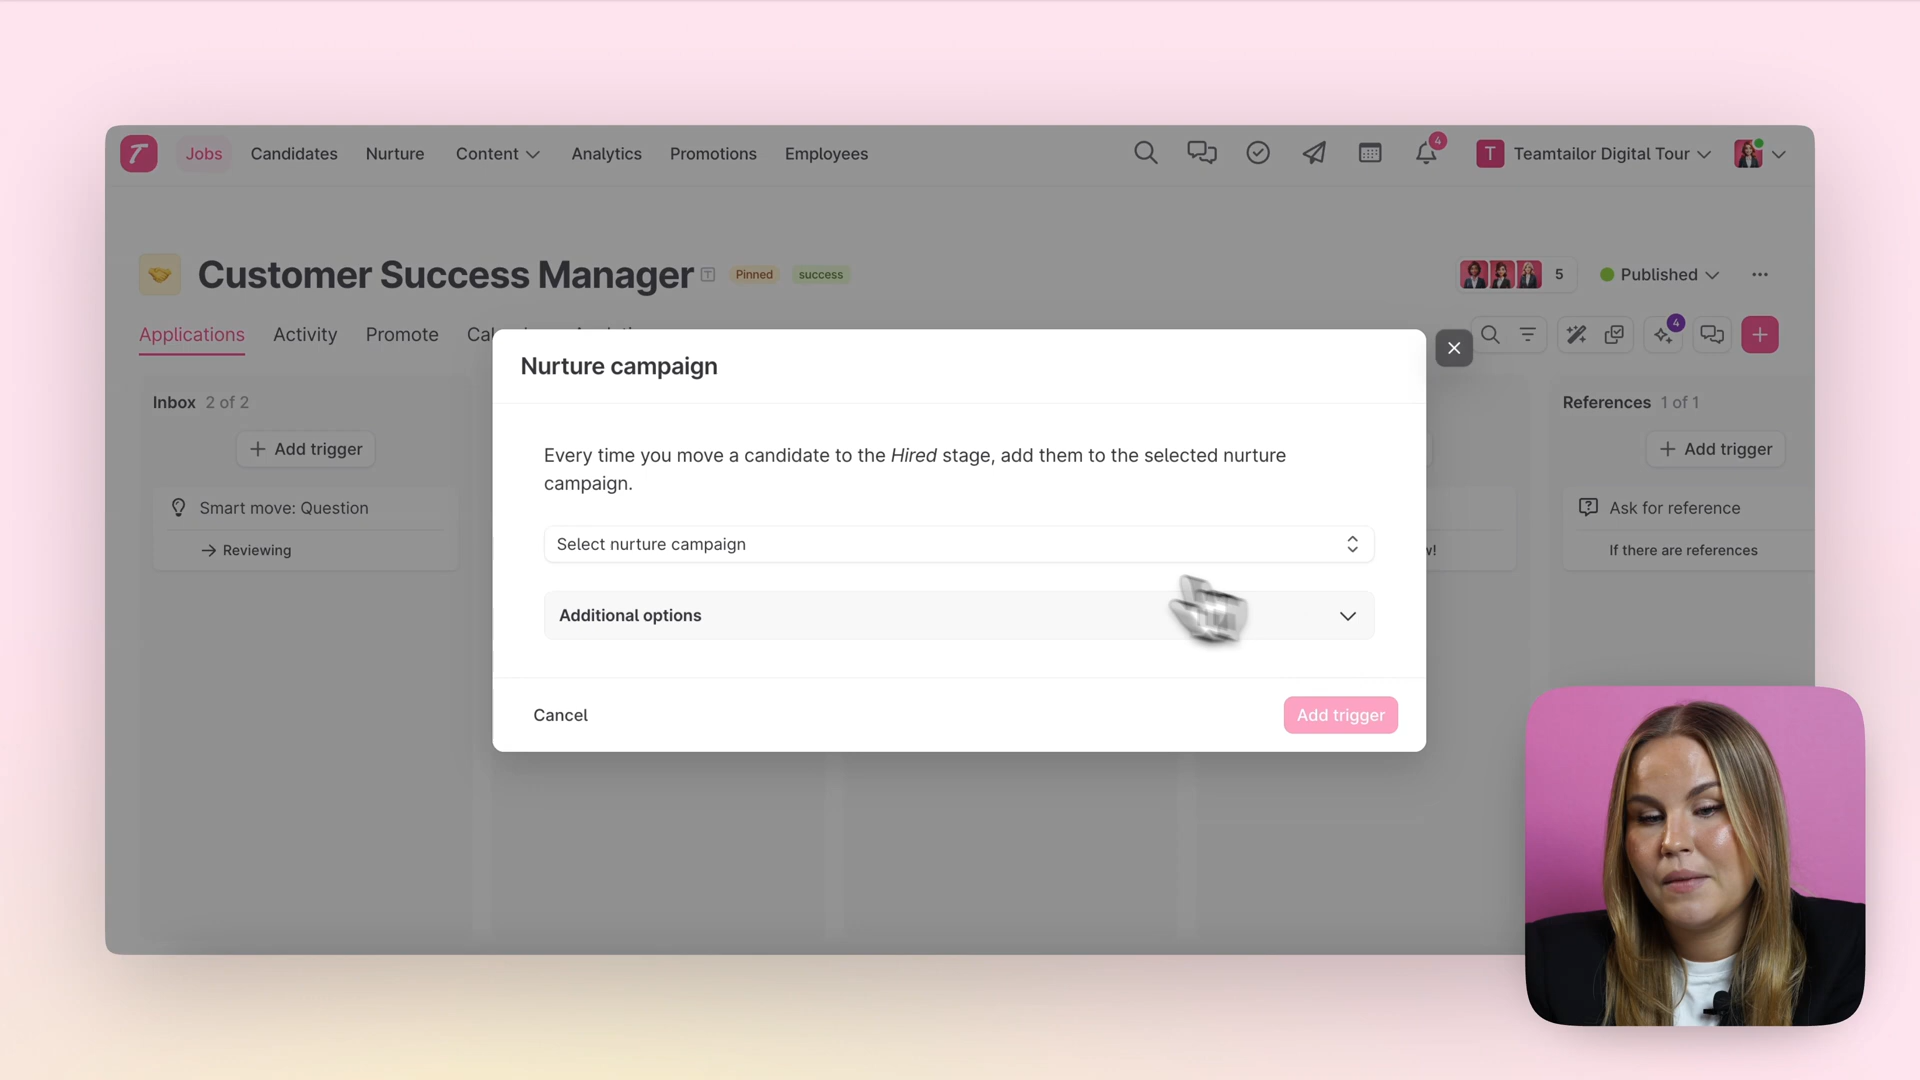 T
Jobs
Candidates
Nurture
Content
Analytics
Promotions
Employees
4
T
Teamtailor Digital Tour
Customer Success Manager
T
Pinned
success
5
Published
Applications
Activity
Promote
4
Inbox 2 of 2
Add trigger
Smart move: Question
Reviewing
References 1 of 1
Add trigger
Ask for reference
If there are references
Nurture campaign
Every time you move a candidate to the Hired stage, add them to the selected nurture
campaign.
Select nurture campaign
Additional options
Cancel
Add trigger